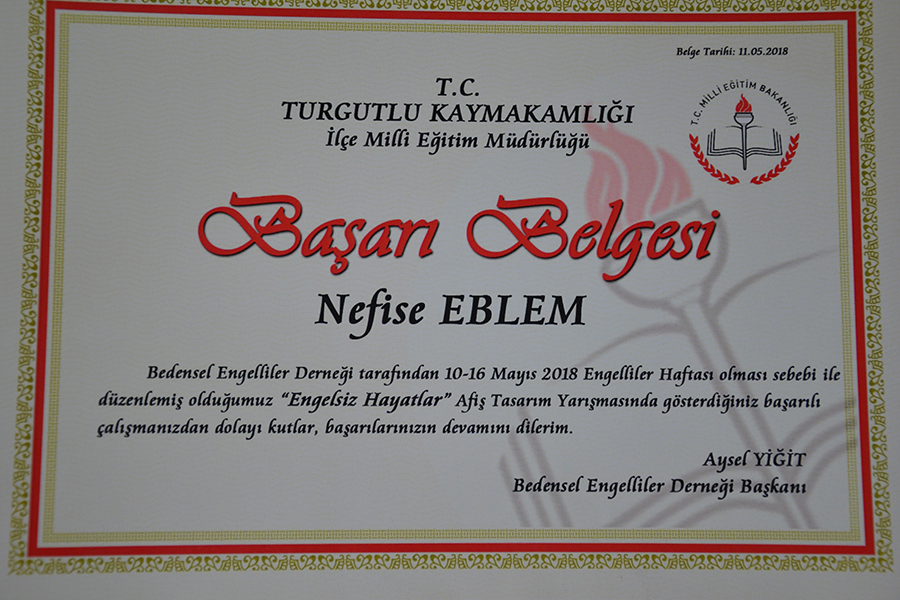 Belge Tarihi: 11.05.2018
T.C.
TURGUTLU KAYMAKAMLIĞI
İlçe Milli Eğitim Müdürlüğü
T.C. MİLLİ EĞİTİM BAKANLIĞI
Başarı Belgesi
Nefise EBLEM
Bedensel Engelliler Derneği tarafından 10-16 Mayıs 2018 Engelliler Haftası olması sebebi ile
düzenlemiş olduğumuz “Engelsiz Hayatlar” Afiş Tasarım Yarışmasında gösterdiğiniz başarılı
çalışmanızdan dolayı kutlar, başarılarınızın devamını dilerim.
Aysel YİĞİT
Bedensel Engelliler Derneği Başkanı